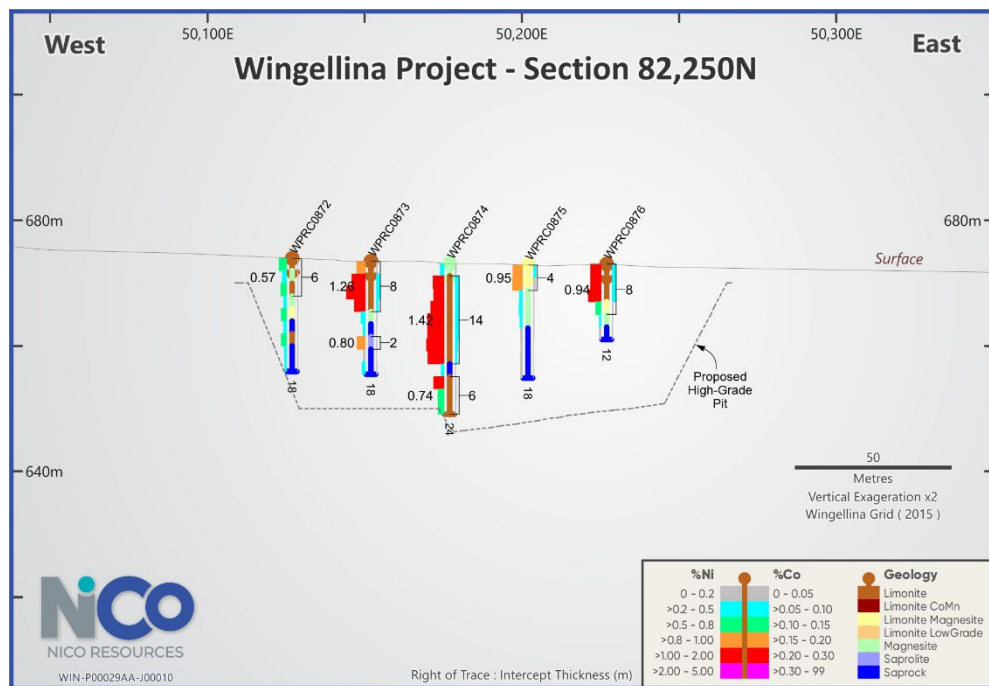 50,100E
50,200E
50,300E
West
East
Wingellina Project - Section 82,250N
680m
680m
WPRC0872
WPRC0873
WPRC0874
WPRC0875
WPRC0876
Surface
0.57
6
1.26
8
0.95
4
0.94
8
1.42
14
0.80
2
0.74
6
18
18
24
18
12
Proposed
High-Grade
Pit
640m
50
Metres
Vertical Exageration x2
Wingellina Grid ( 2015 )
NiCo
NICO RESOURCES
WIN-P00029AA-J00010
Right of Trace : Intercept Thickness (m)
%Ni %Co Geology
0 - 0.2 0 - 0.05 Limonite
>0.2 - 0.5 >0.05 - 0.10 Limonite CoMn
>0.5 - 0.8 >0.10 - 0.15 Limonite Magnesite
>0.8 - 1.00 >0.15 - 0.20 Limonite LowGrade
>1.00 - 2.00 >0.20 - 0.30 Magnesite
>2.00 - 5.00 >0.30 - 99 Saprolite
Saprock